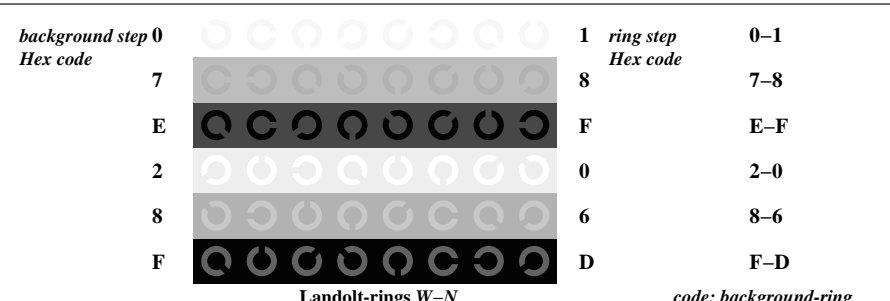 background step 0 1 ring step 0–1
Hex code Hex code
7 8 7–8
E F E–F
2 0 2–0
8 6 8–6
F D F–D
Landolt-rings W–N code: background-ring